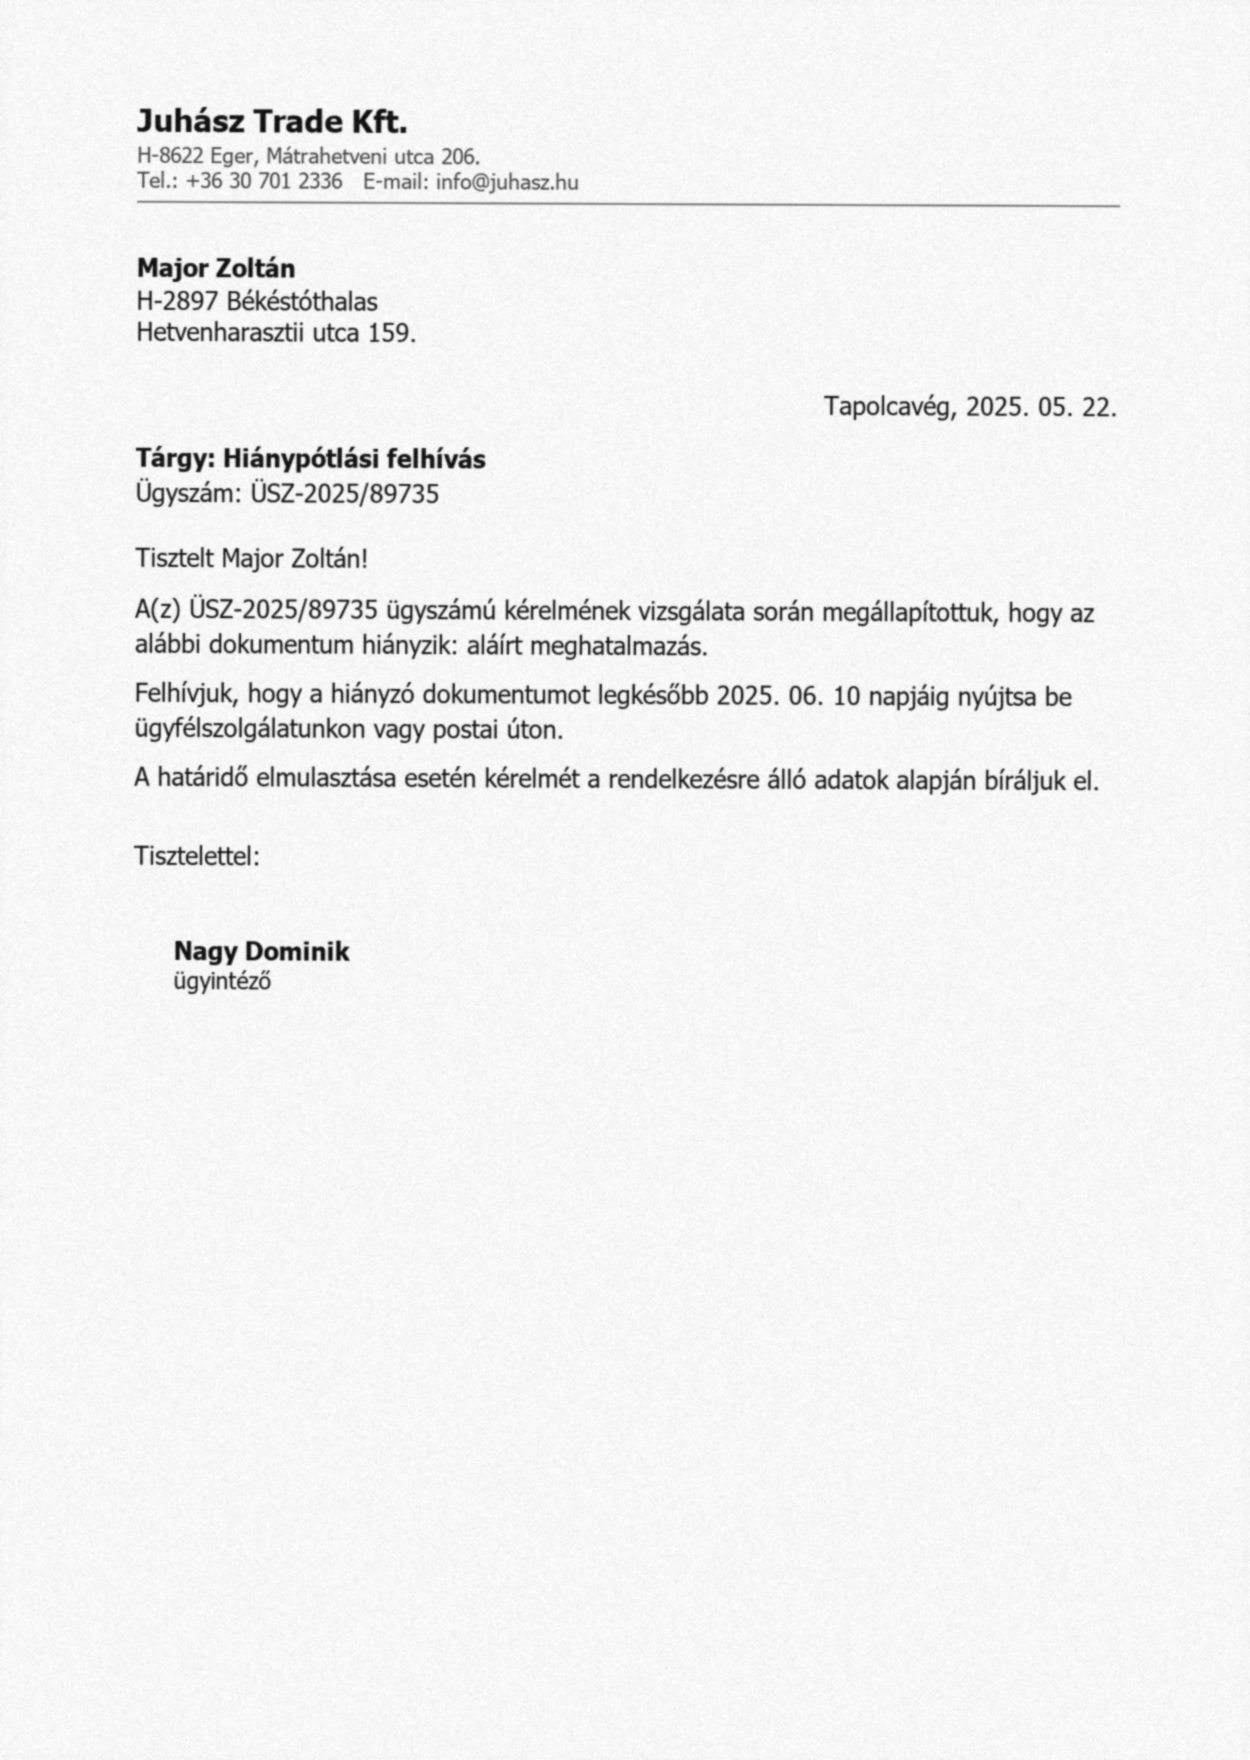 Juhász Trade Kft.
H-8622 Eger, Mátrahetveni utca 206.
Tel.: +36 30 701 2336 E-mail: info@juhasz.hu
Major Zoltán
H-2897 Békéstóthalas
Hetvenharasztii utca 159.
Tapolcavég, 2025. 05. 22.
Tárgy: Hiánypótlási felhívás
Ügyszám: ÜSZ-2025/89735
Tisztelt Major Zoltán!
A(z) ÜSZ-2025/89735 ügyszámú kérelmének vizsgálata során megállapítottuk, hogy az
alábbi dokumentum hiányzik: aláírt meghatalmazás.
Felhívjuk, hogy a hiányzó dokumentumot legkésőbb 2025. 06. 10 napjáig nyújtsa be
ügyfélszolgálatunkon vagy postai úton.
A határidő elmulasztása esetén kérelmét a rendelkezésre álló adatok alapján bíráljuk el.
Tisztelettel:
Nagy Dominik
ügyintéző